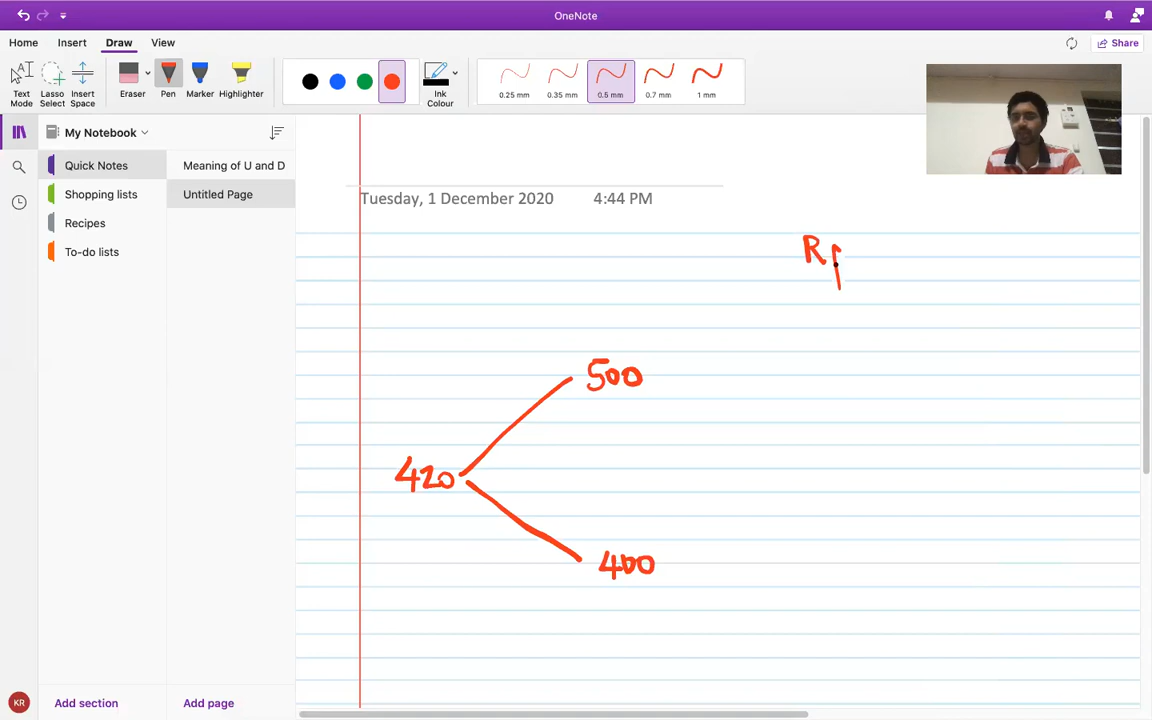 OneNote
Home Insert Draw View
Share
Text Mode
Lasso Select
Insert Space
Eraser
Pen
Marker
Highlighter
Ink Colour
0.25 mm
0.35 mm
0.5 mm
0.7 mm
1 mm
My Notebook
Quick Notes
Shopping lists
Recipes
To-do lists
Meaning of U and D
Untitled Page
Tuesday, 1 December 2020 4:44 PM
R
500
420
400
KR
Add section
Add page